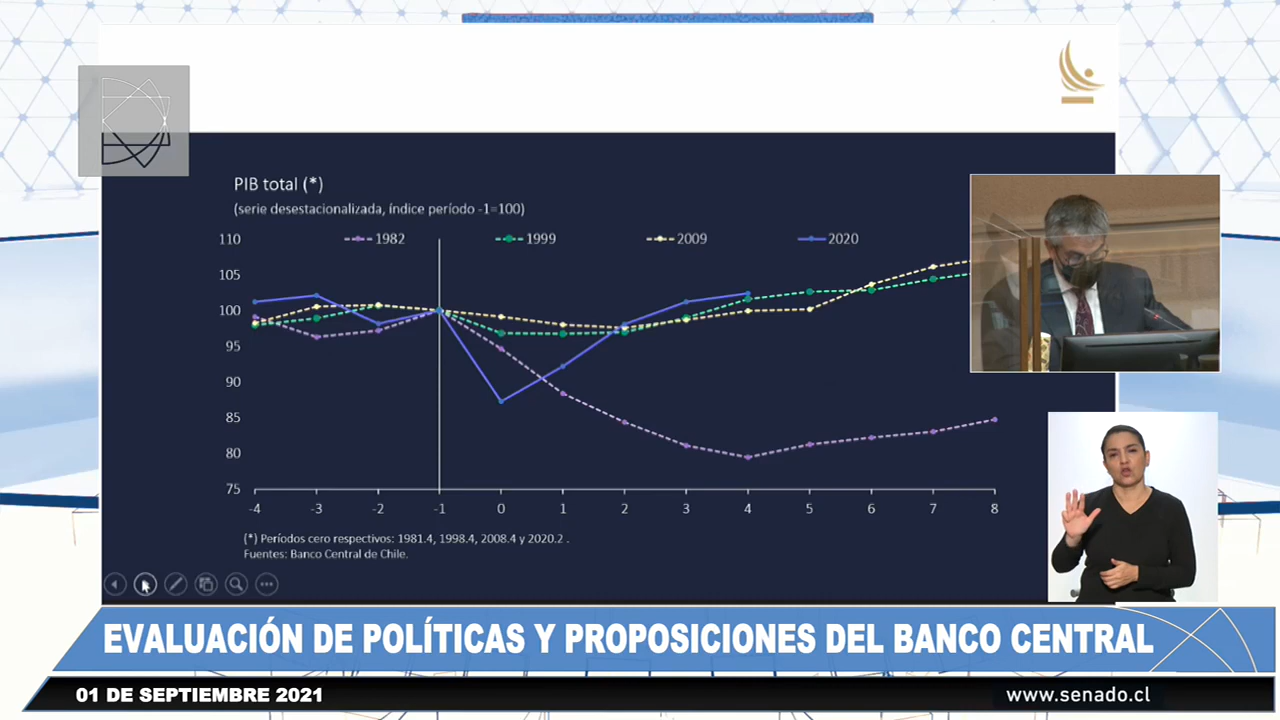 PIB total (*)
(serie desestacionalizada, índice período -1=100)
1982 1999 2009 2020
110
105
100
95
90
85
80
75
-4 -3 -2 -1 0 1 2 3 4 5 6 7 8
(*) Períodos cero respectivos: 1981.4, 1998.4, 2008.4 y 2020.2 .
Fuentes: Banco Central de Chile.
EVALUACIÓN DE POLÍTICAS Y PROPOSICIONES DEL BANCO CENTRAL
01 DE SEPTIEMBRE 2021
www.senado.cl